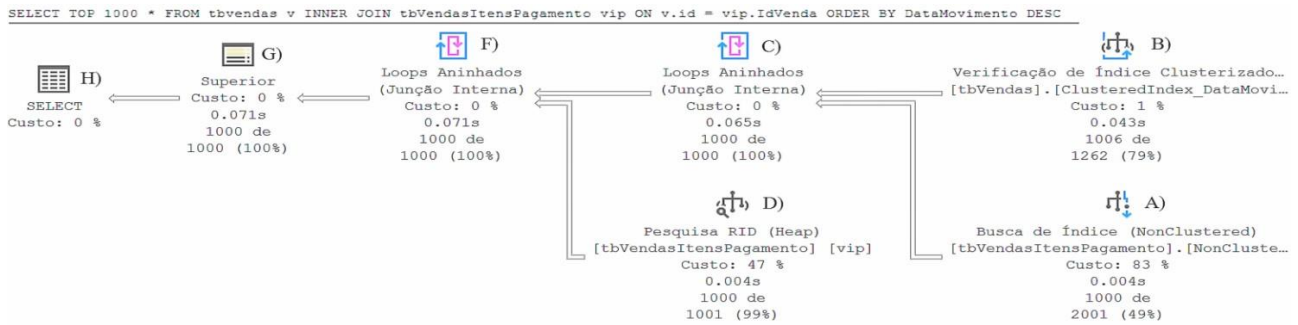 SELECT TOP 1000 * FROM tbvendas v INNER JOIN tbVendasItensPagamento vip ON v.id = vip.IdVenda ORDER BY DataMovimento DESC
H)
SELECT
Custo: 0 %
G)
Superior
Custo: 0 %
0.071s
1000 de
1000 (100%)
F)
Loops Aninhados
(Junção Interna)
Custo: 0 %
0.071s
1000 de
1000 (100%)
C)
Loops Aninhados
(Junção Interna)
Custo: 0 %
0.065s
1000 de
1000 (100%)
B)
Verificação de Índice Clusterizado…
[tbVendas].[ClusteredIndex_DataMovi…
Custo: 1 %
0.043s
1006 de
1262 (79%)
D)
Pesquisa RID (Heap)
[tbVendasItensPagamento] [vip]
Custo: 47 %
0.004s
1000 de
1001 (99%)
A)
Busca de Índice (NonClustered)
[tbVendasItensPagamento].[NonCluste…
Custo: 83 %
0.004s
1000 de
2001 (49%)